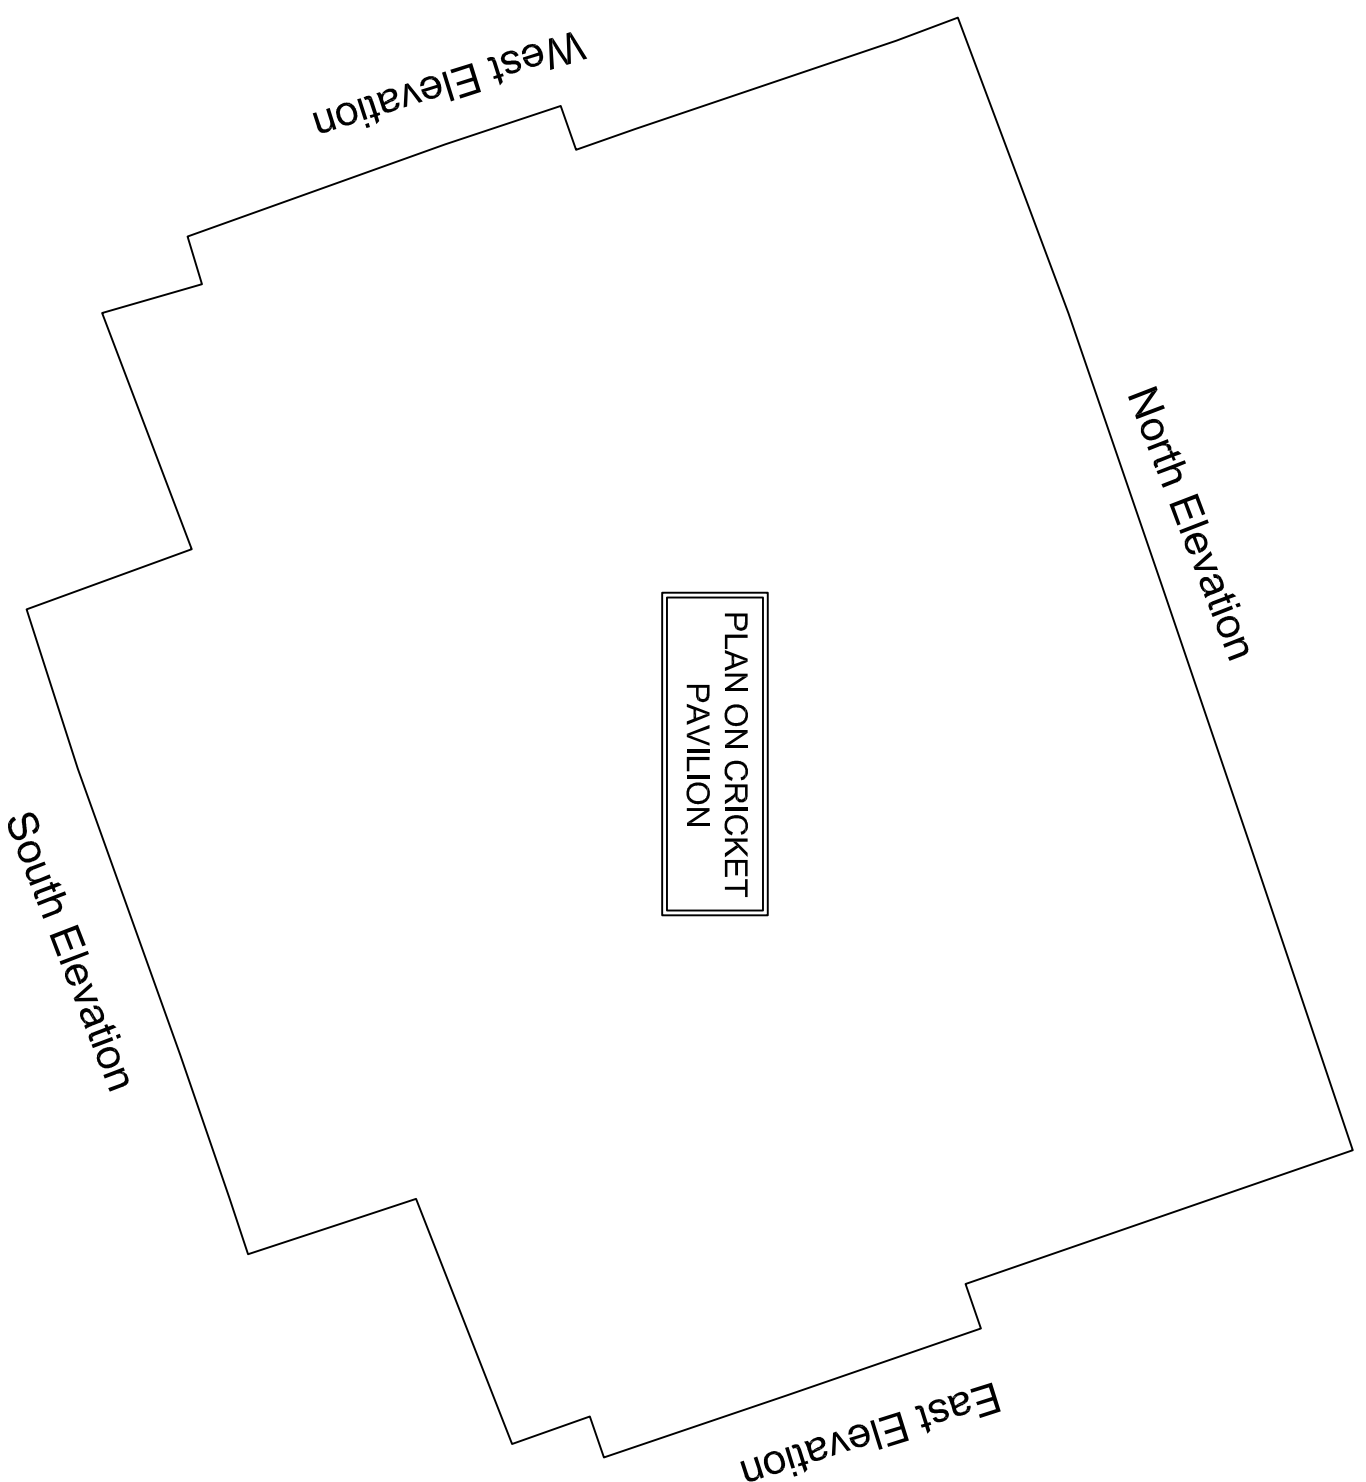 West Elevation
North Elevation
PLAN ON CRICKET
PAVILION
South Elevation
East Elevation